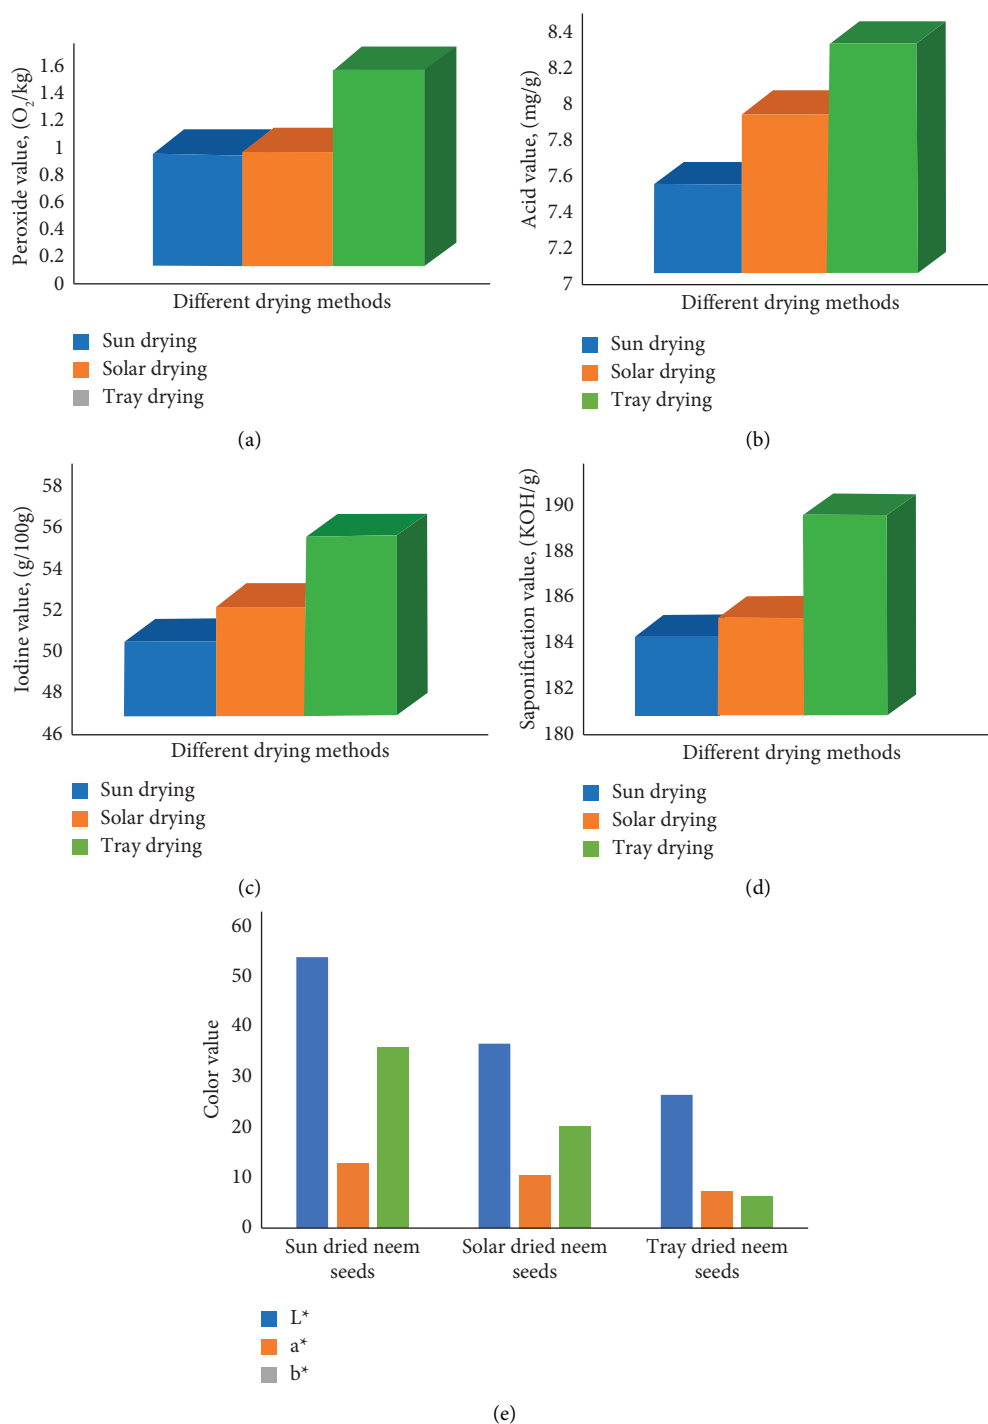 Peroxide value, (O2/kg)
1.6
1.4
1.2
1
0.8
0.6
0.4
0.2
0
Different drying methods
Sun drying
Solar drying
Tray drying
(a)
Acid value, (mg/g)
8.4
8.2
8
7.8
7.6
7.4
7.2
7
Different drying methods
Sun drying
Solar drying
Tray drying
(b)
Iodine value, (g/100g)
58
56
54
52
50
48
46
Different drying methods
Sun drying
Solar drying
Tray drying
(c)
Saponification value, (KOH/g)
190
188
186
184
182
180
Different drying methods
Sun drying
Solar drying
Tray drying
(d)
Color value
60
50
40
30
20
10
0
Sun dried neem
seeds
Solar dried neem
seeds
Tray dried neem
seeds
L*
a*
b*
(e)